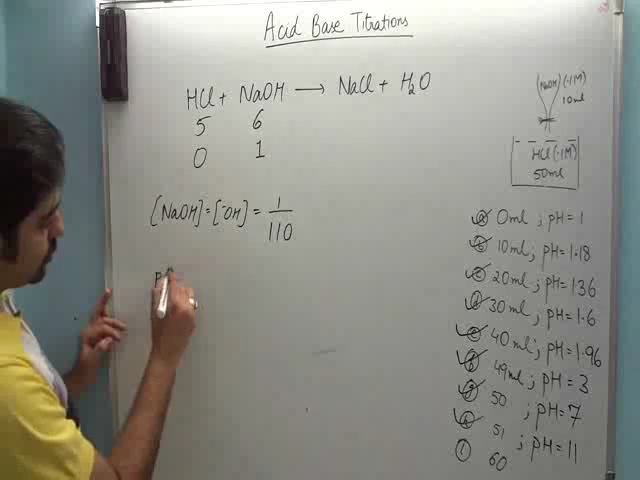 Acid Base Titrations
HCl + NaOH → NaCl + H₂O
5 6
0 1
[NaOH] = [⁻OH] = 1/110
P
(NaOH) (·1M)
10ml
HCl (·1M)
50ml
a 0ml ; pH = 1
b 10ml ; pH = 1·18
c 20ml ; pH = 1·36
d 30ml ; pH = 1·6
e 40ml ; pH = 1·96
f 49ml ; pH = 3
g 50 ; pH = 7
h 51 ; pH = 11
i 60